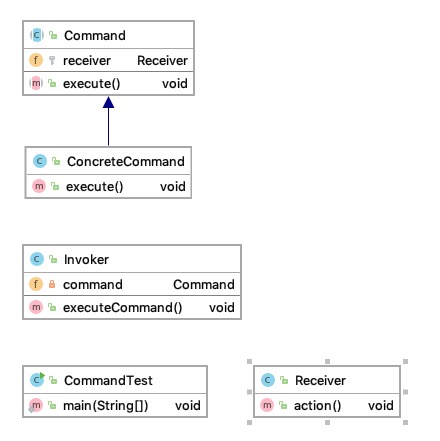 Command
receiver Receiver
execute() void
ConcreteCommand
execute() void
Invoker
command Command
executeCommand() void
CommandTest
main(String[]) void
Receiver
action() void